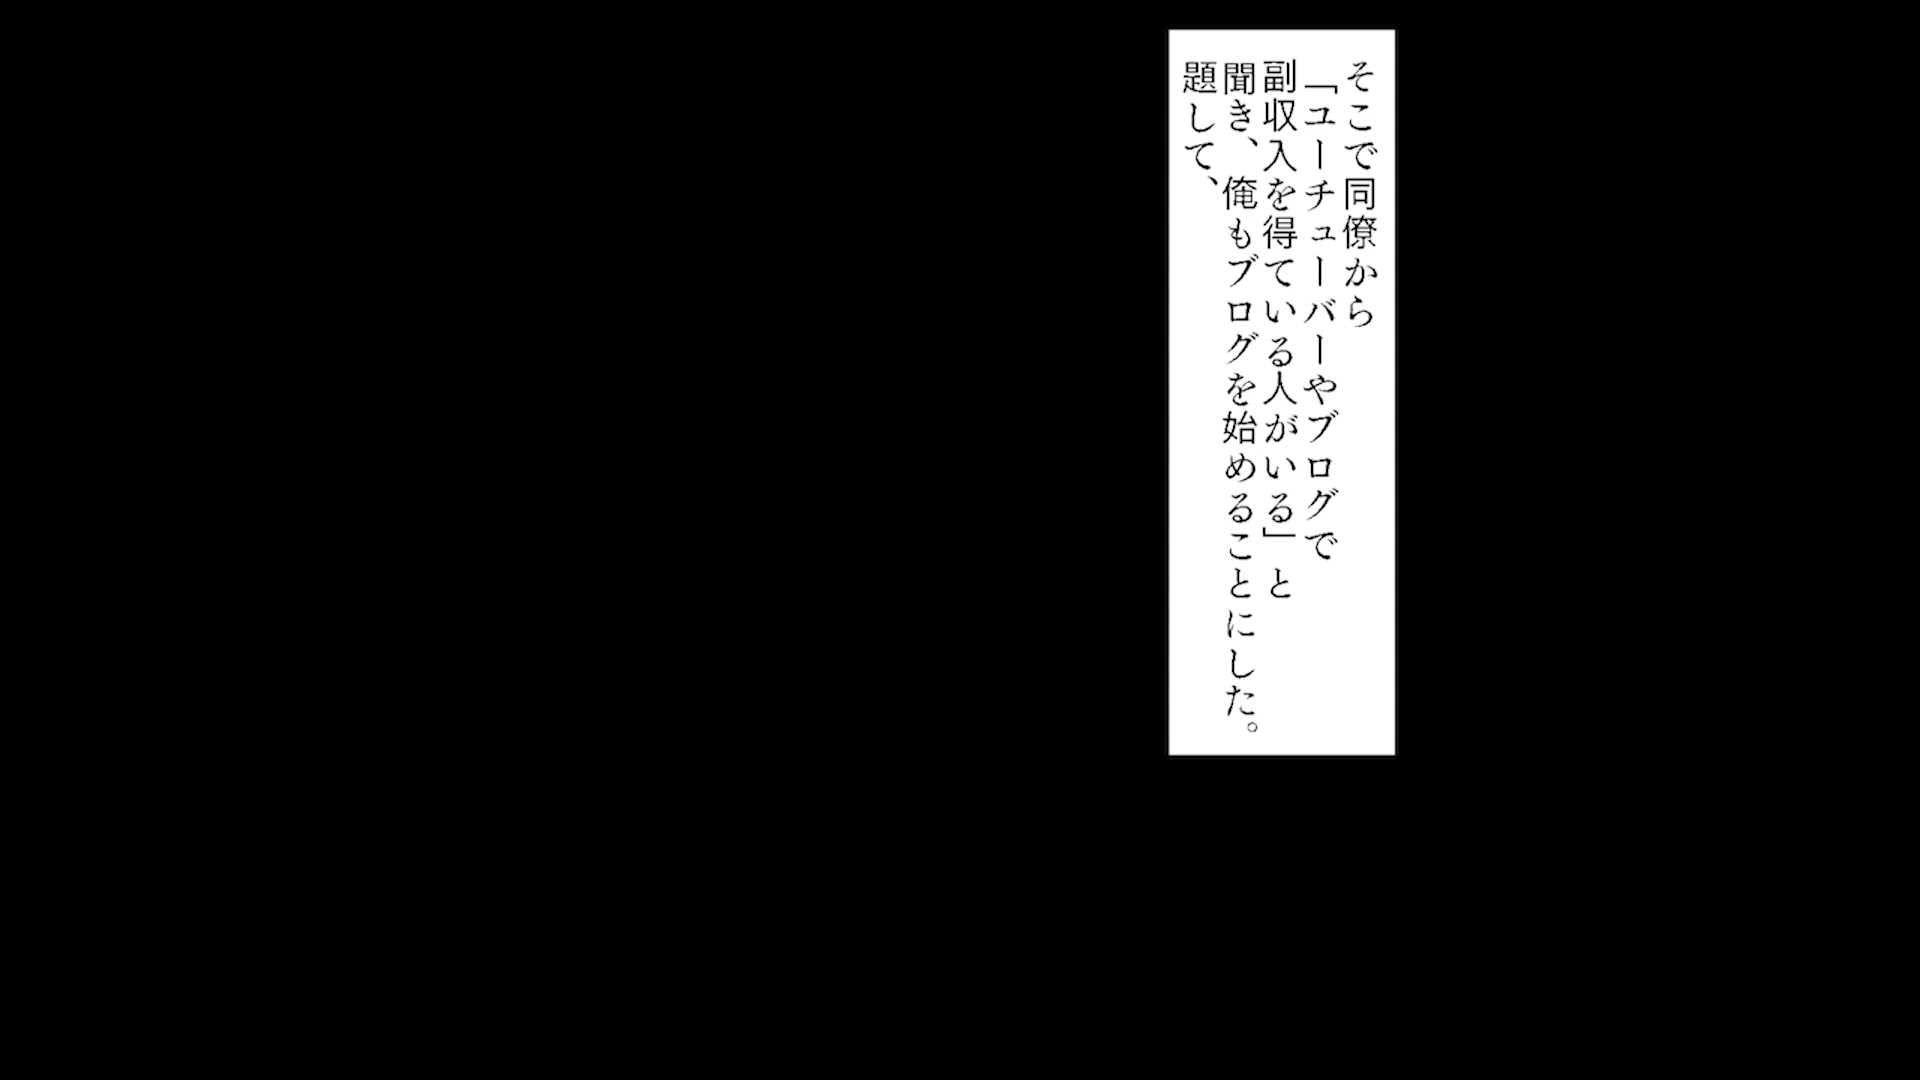 そこで同僚から
「ユーチューバーやブログで
副収入を得ている人がいる」と
聞き、俺もブログを始めることにした。
題して、